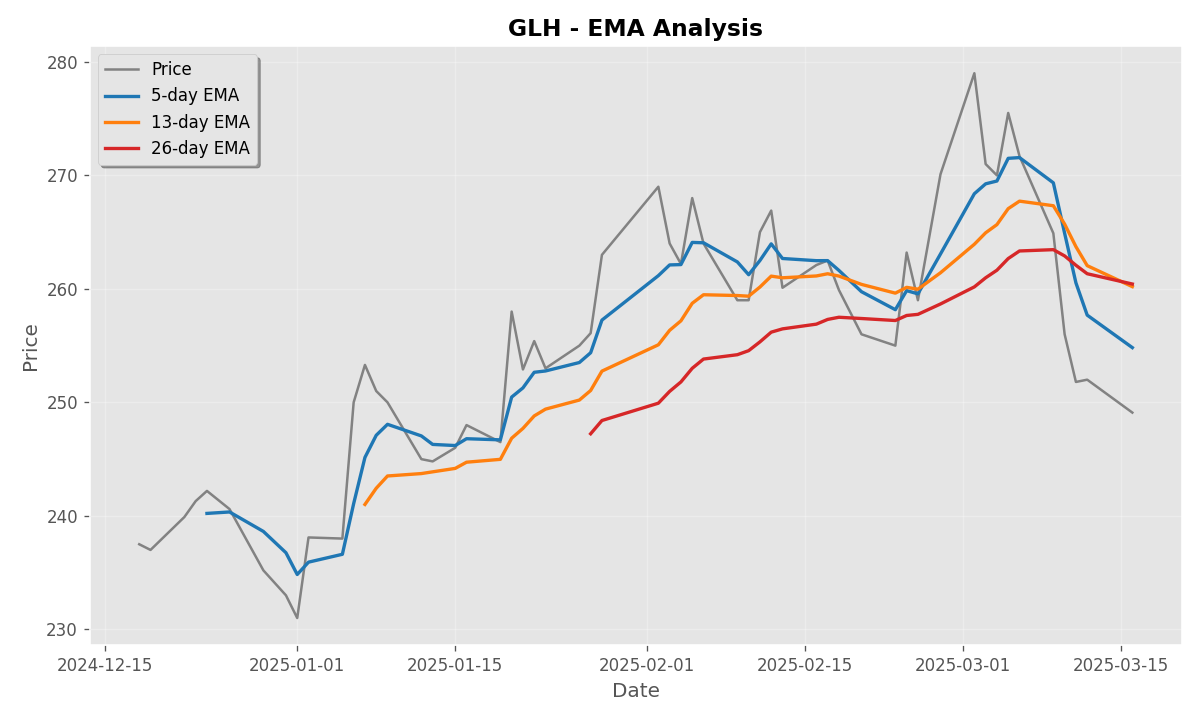 GLH - EMA Analysis
Price
5-day EMA
13-day EMA
26-day EMA
Price
280
270
260
250
240
230
2024-12-15 2025-01-01 2025-01-15 2025-02-01 2025-02-15 2025-03-01 2025-03-15
Date